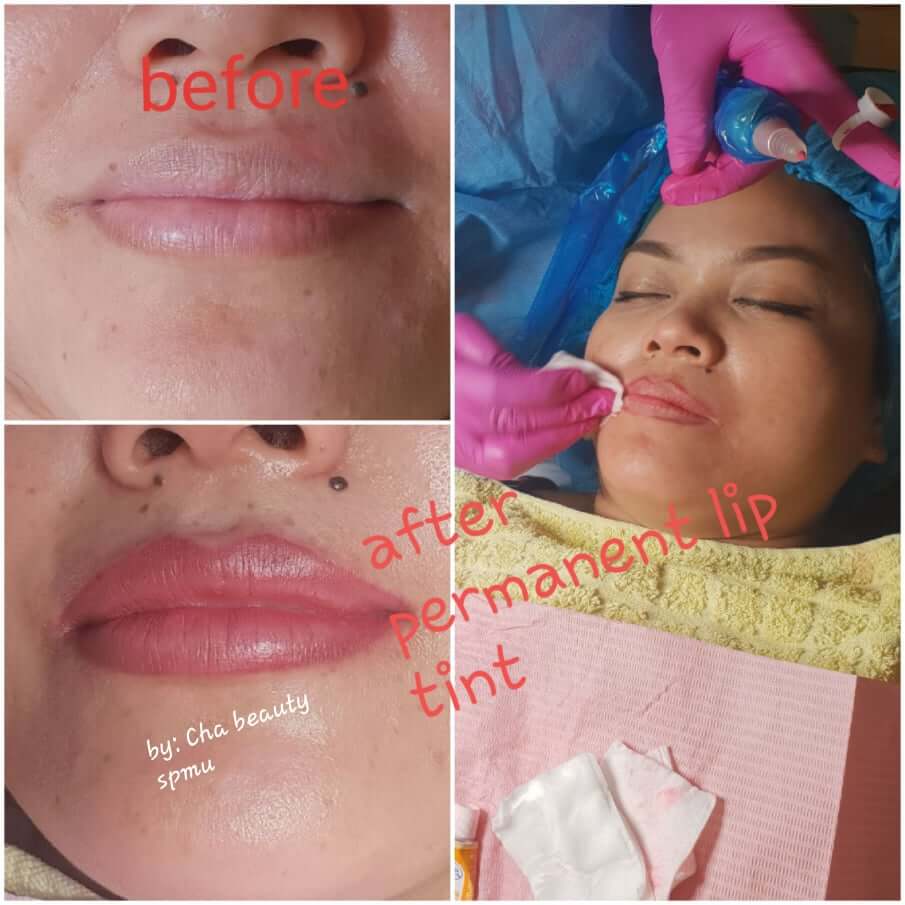 before
after
permanent lip
tint
by: Cha beauty
spmu